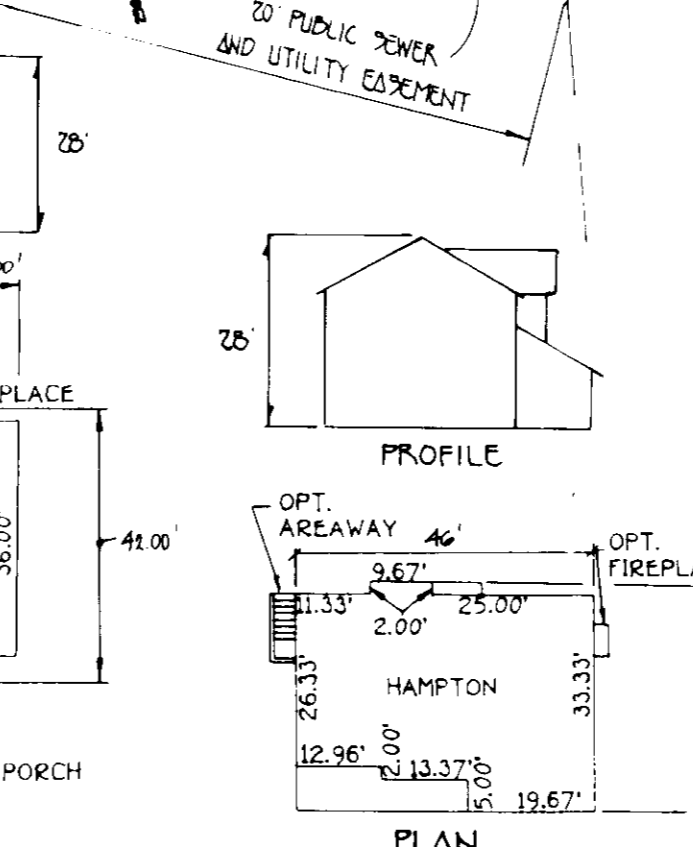 20' PUBLIC SEWER
AND UTILITY EASEMENT
28'
28'
PLACE
PROFILE
OPT.
AREAWAY
46'
OPT.
42.00'
36.00'
9.67'
11.33'
25.00'
2.00'
26.33'
HAMPTON
33.33'
12.96'
2.00'
13.37'
5.00'
19.67'
PORCH
PLAN